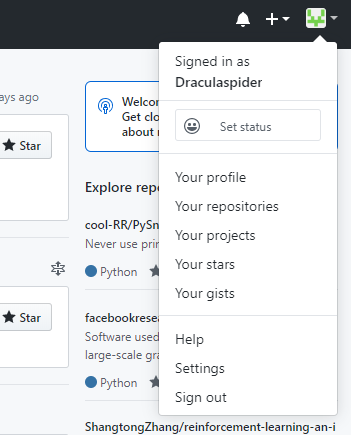 Signed in as
Draculaspider
Set status
Your profile
Your repositories
Your projects
Your stars
Your gists
Help
Settings
Sign out
ays ago
Star
Star
Welcom
Get clo
about n
Explore repo
cool-RR/PySn
Never use prin
Python
facebookresea
Software used
large-scale gra
Python
ShangtongZhang/reinforcement-learning-an-i